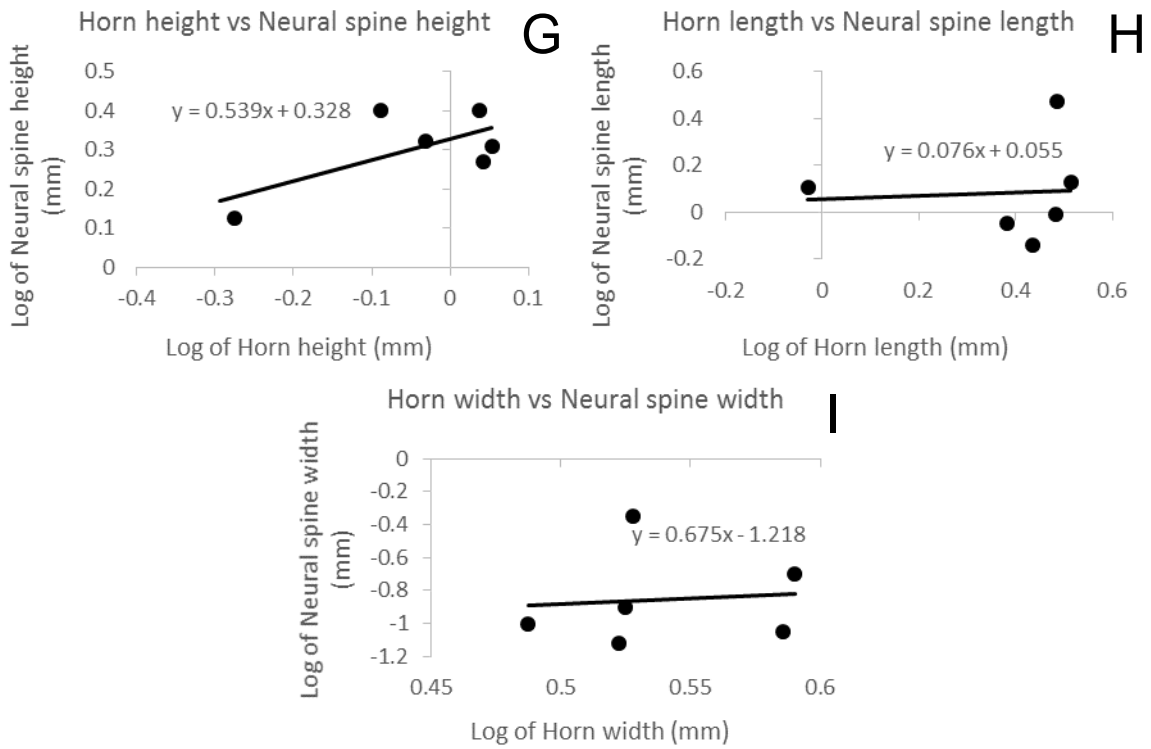 Horn height vs Neural spine height
G
Log of Neural spine height
(mm)
0.5
0.4
0.3
0.2
0.1
0
y = 0.539x + 0.328
-0.4 -0.3 -0.2 -0.1 0 0.1
Log of Horn height (mm)
Horn length vs Neural spine length
H
Log of Neural spine length
(mm)
0.6
0.4
0.2
0
-0.2
y = 0.076x + 0.055
-0.2 0 0.2 0.4 0.6
Log of Horn length (mm)
Horn width vs Neural spine width
I
Log of Neural spine width
(mm)
0
-0.2
-0.4
-0.6
-0.8
-1
-1.2
y = 0.675x - 1.218
0.45 0.5 0.55 0.6
Log of Horn width (mm)